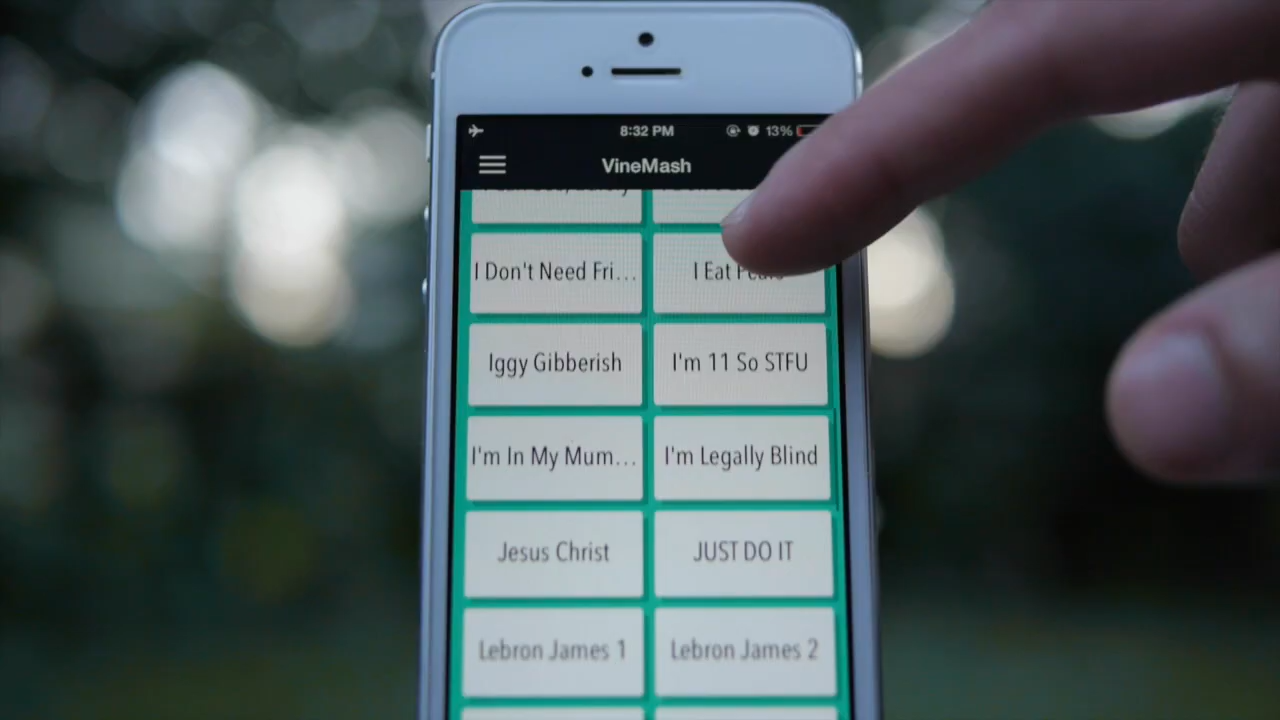 8:32 PM 13%
VineMash
I Don't Need Fri... I Eat
Iggy Gibberish I'm 11 So STFU
I'm In My Mum... I'm Legally Blind
Jesus Christ JUST DO IT
Lebron James 1 Lebron James 2